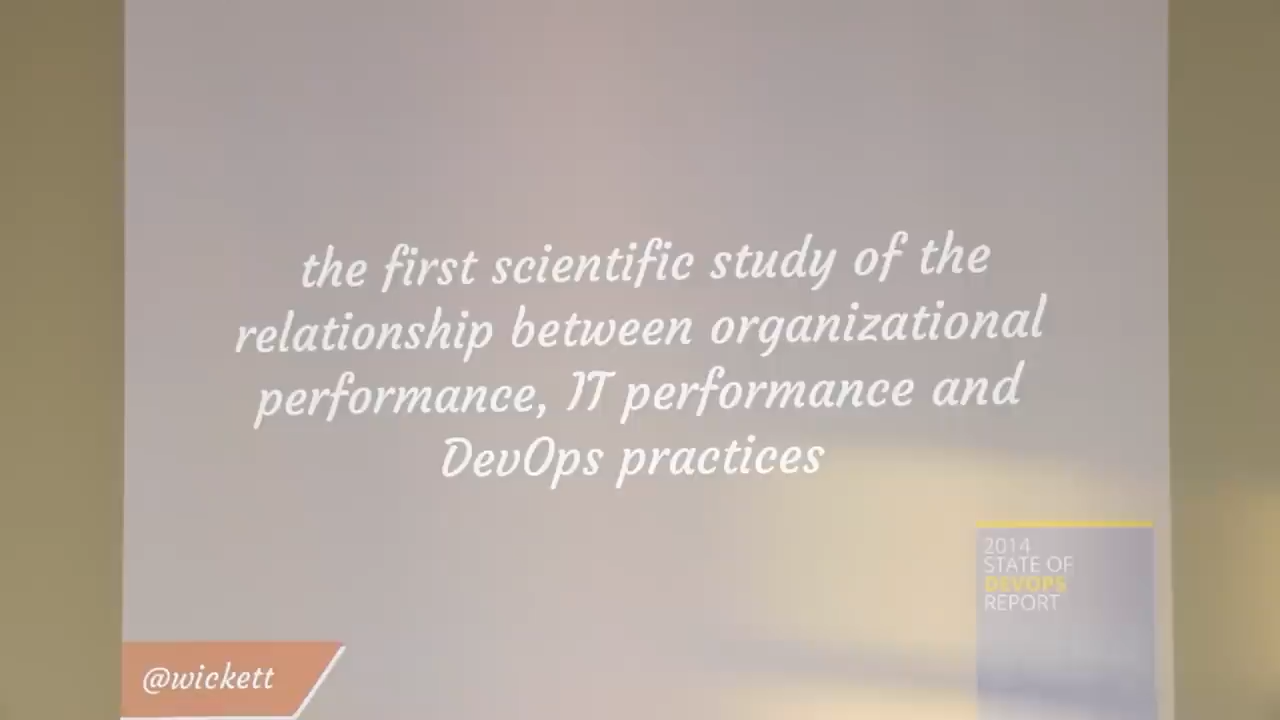 the first scientific study of the
relationship between organizational
performance, IT performance and
DevOps practices
2014
STATE OF
DEVOPS
REPORT
@wickett